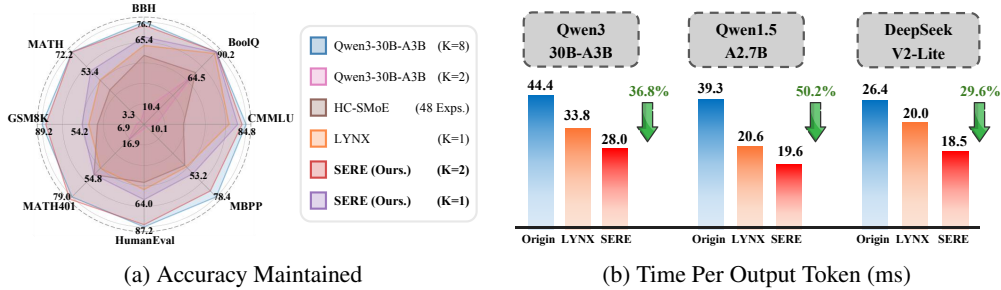 (a)
BBH
76.7
MATH
72.2
65.4
BoolQ
90.2
53.4
64.5
10.4
3.3
GSM8K
89.2
54.2
6.9
10.1
CMMLU
84.8
16.9
54.8
53.2
MATH401
79.0
64.0
MBPP
78.4
87.2
HumanEval
Qwen3-30B-A3B (K=8)
Qwen3-30B-A3B (K=2)
HC-SMoE (48 Exps.)
LYNX (K=1)
SERE (Ours.) (K=2)
SERE (Ours.) (K=1)
(a) Accuracy Maintained
(b)
Qwen3
30B-A3B
44.4
33.8
28.0
36.8%
Origin LYNX SERE
Qwen1.5
A2.7B
39.3
20.6
19.6
50.2%
Origin LYNX SERE
DeepSeek
V2-Lite
26.4
20.0
18.5
29.6%
Origin LYNX SERE
(b) Time Per Output Token (ms)